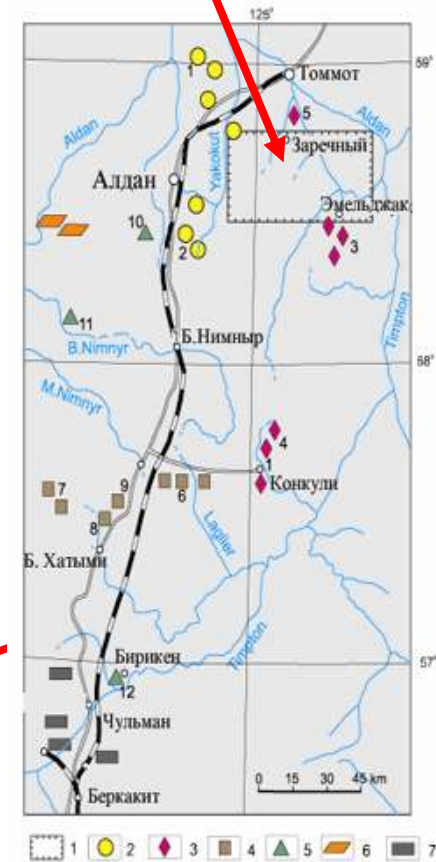 125°
59°
1
Томмот
5
Aldan
Aldan
Yakokut
Заречный
Алдан
Эмельджак
10
2
3
11
Б.Нимныр
B.Nimnyr
Timpton
58°
M.Nimnyr
4
1
9
Конкули
7
6
8
Lagiier
Б. Хатыми
Timpton
57°
Бирикен
12
Чульман
0 15 30 45 km
Беркакит
1 2 3 4 5 6 7